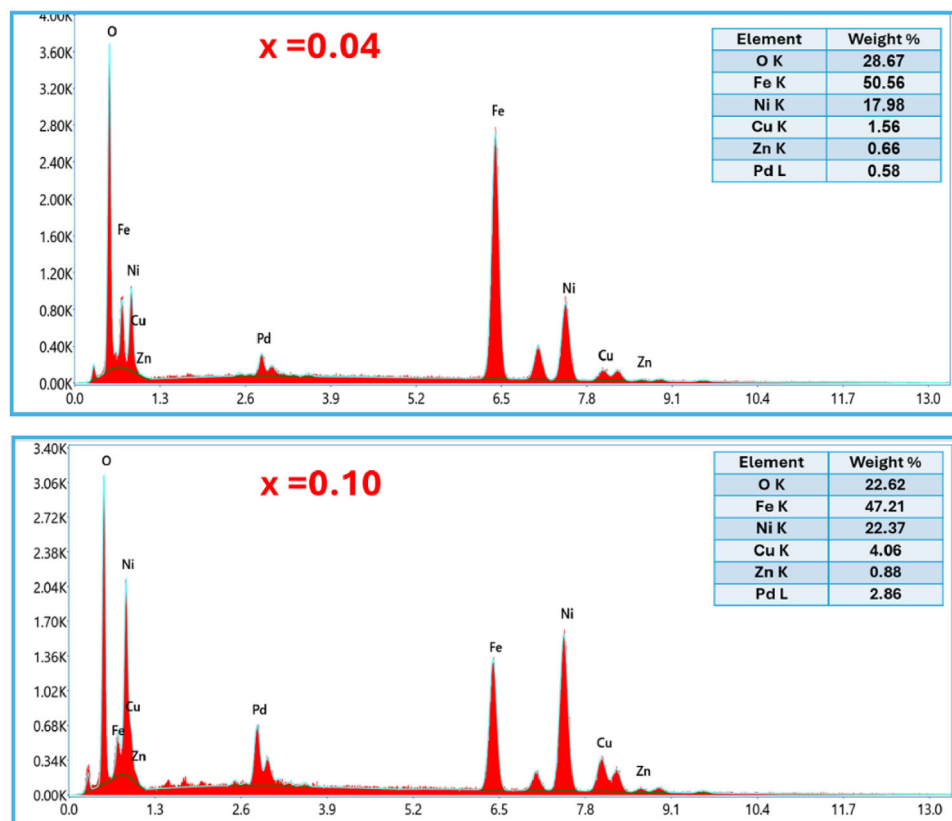 4.00K
O
x =0.04
Element Weight %
O K 28.67
Fe K 50.56
Ni K 17.98
Cu K 1.56
Zn K 0.66
Pd L 0.58
3.60K
3.20K
2.80K
Fe
2.40K
2.00K
1.60K
Fe
1.20K
Ni
Ni
0.80K
Cu
Pd
0.40K
Zn
Cu
Zn
0.00K
0.0 1.3 2.6 3.9 5.2 6.5 7.8 9.1 10.4 11.7 13.0
3.40K
O
x =0.10
Element Weight %
O K 22.62
Fe K 47.21
Ni K 22.37
Cu K 4.06
Zn K 0.88
Pd L 2.86
3.06K
2.72K
2.38K
Ni
2.04K
1.70K
Ni
1.36K
Fe
1.02K
Cu
Pd
0.68K
Fe
Cu
Zn
0.34K
Zn
0.00K
0.0 1.3 2.6 3.9 5.2 6.5 7.8 9.1 10.4 11.7 13.0